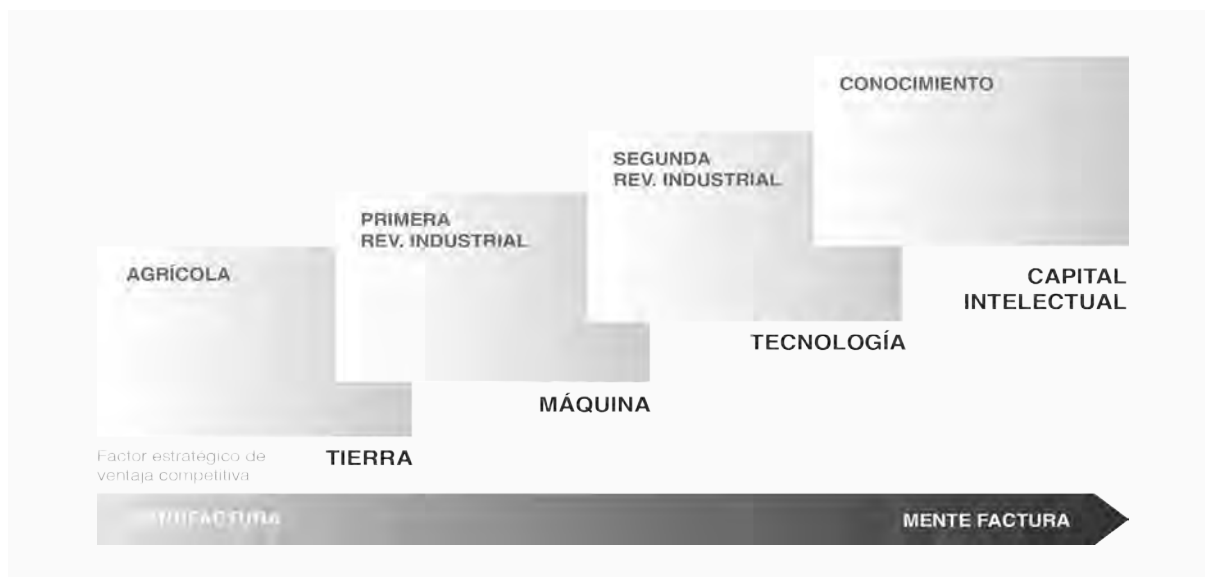 CONOCIMIENTO
SEGUNDA
REV. INDUSTRIAL
PRIMERA
REV. INDUSTRIAL
AGRÍCOLA
CAPITAL
INTELECTUAL
TECNOLOGÍA
MÁQUINA
Factor estratégico de
ventaja competitiva
TIERRA
MENTE FACTURA